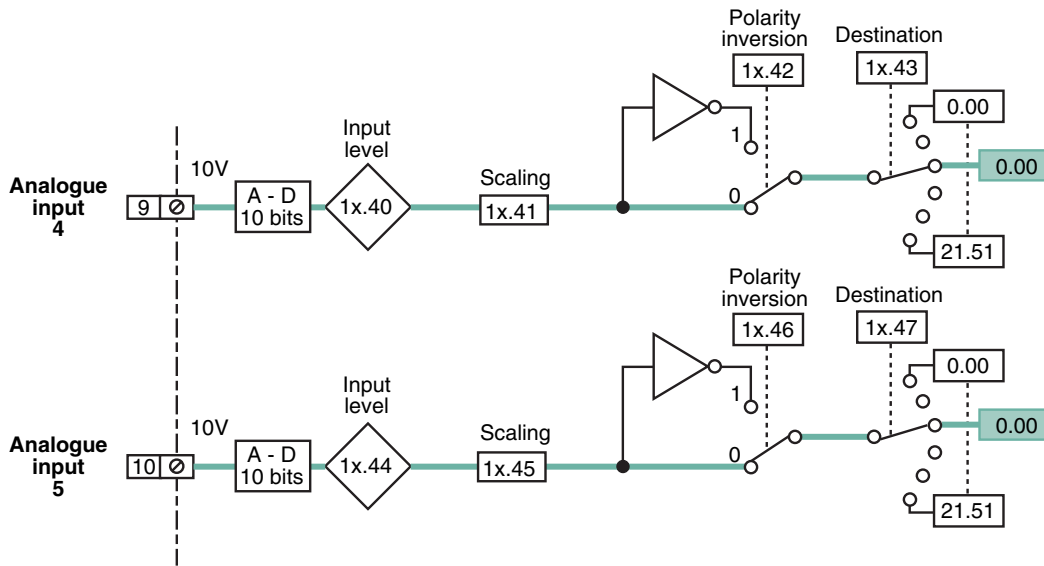 Polarity
inversion
Destination
1x.42
1x.43
0.00
Input
level
1
10V
Scaling
Analogue
input
4
9
A - D
10 bits
1x.40
1x.41
0
0.00
21.51
Polarity
inversion
Destination
1x.46
1x.47
0.00
Input
level
1
10V
Scaling
Analogue
input
5
10
A - D
10 bits
1x.44
1x.45
0
0.00
21.51